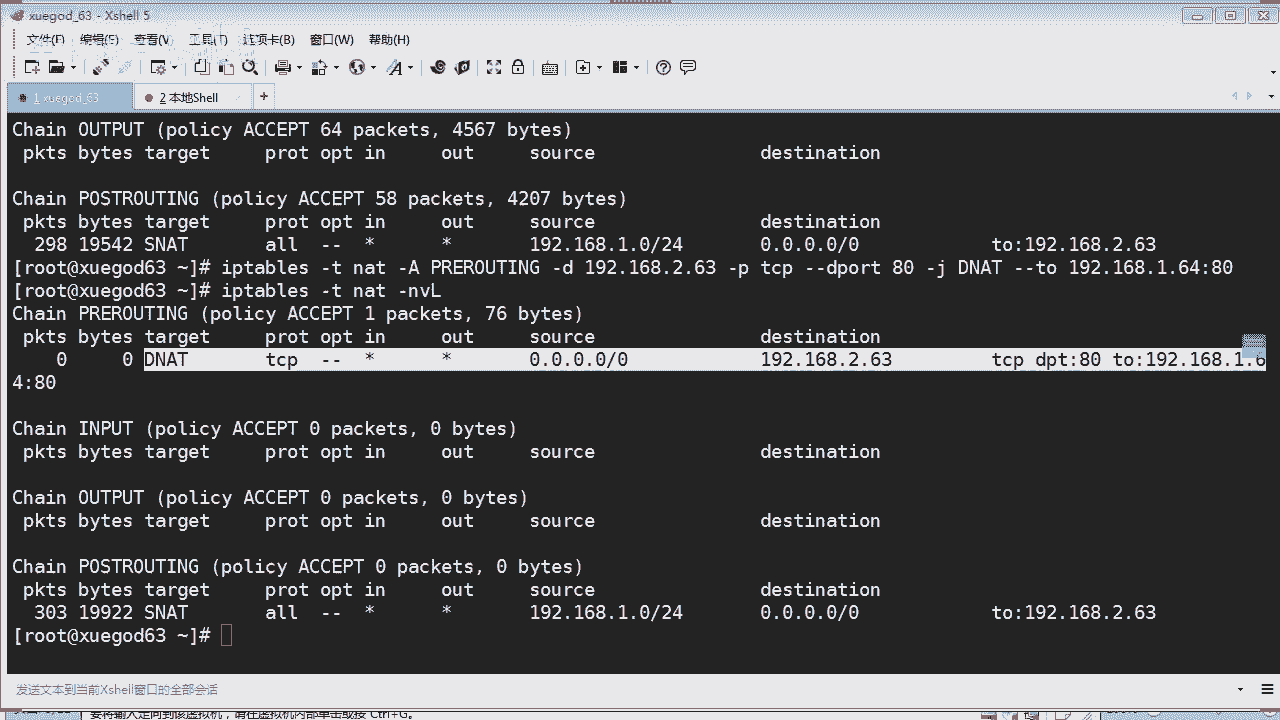 xuegod_63 - Xshell 5
文件(F) 编辑(E) 查看(V) 工具(T) 选项卡(B) 窗口(W) 帮助(H)
1 xuegod_63 2 本地Shell +
Chain OUTPUT (policy ACCEPT 64 packets, 4567 bytes)
pkts bytes target prot opt in out source destination
Chain POSTROUTING (policy ACCEPT 58 packets, 4207 bytes)
pkts bytes target prot opt in out source destination
298 19542 SNAT all -- * * 192.168.1.0/24 0.0.0.0/0 to:192.168.2.63
[root@xuegod63 ~]# iptables -t nat -A PREROUTING -d 192.168.2.63 -p tcp --dport 80 -j DNAT --to 192.168.1.64:80
[root@xuegod63 ~]# iptables -t nat -nvL
Chain PREROUTING (policy ACCEPT 1 packets, 76 bytes)
pkts bytes target prot opt in out source destination
0 0 DNAT tcp -- * * 0.0.0.0/0 192.168.2.63 tcp dpt:80 to:192.168.1.6
4:80
Chain INPUT (policy ACCEPT 0 packets, 0 bytes)
pkts bytes target prot opt in out source destination
Chain OUTPUT (policy ACCEPT 0 packets, 0 bytes)
pkts bytes target prot opt in out source destination
Chain POSTROUTING (policy ACCEPT 0 packets, 0 bytes)
pkts bytes target prot opt in out source destination
303 19922 SNAT all -- * * 192.168.1.0/24 0.0.0.0/0 to:192.168.2.63
[root@xuegod63 ~]#
发送文本到当前Xshell窗口的全部会话
要将输入定向到该虚拟机，请在虚拟机内部单击或按 Ctrl+G。